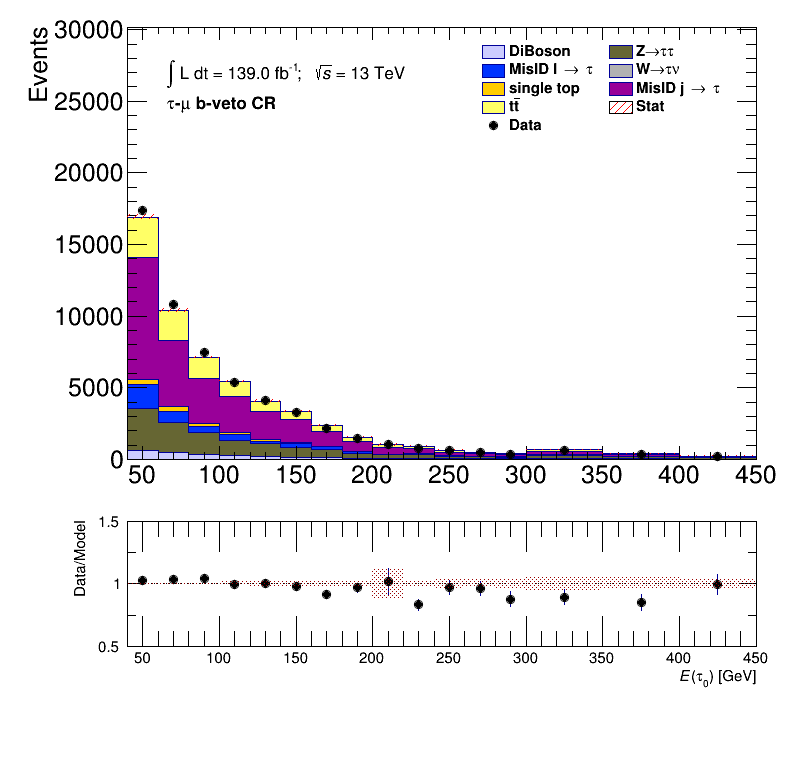 Events
30000
25000
20000
15000
10000
5000
0
∫ L dt = 139.0 fb⁻¹; √s = 13 TeV
τ-μ b-veto CR
DiBoson
MisID l → τ
single top
tt̄
Data
Z→ττ
W→τν
MisID j → τ
Stat
50 100 150 200 250 300 350 400 450
Data/Model
1.5
1
0.5
50 100 150 200 250 300 350 400 450
E(τ₀) [GeV]